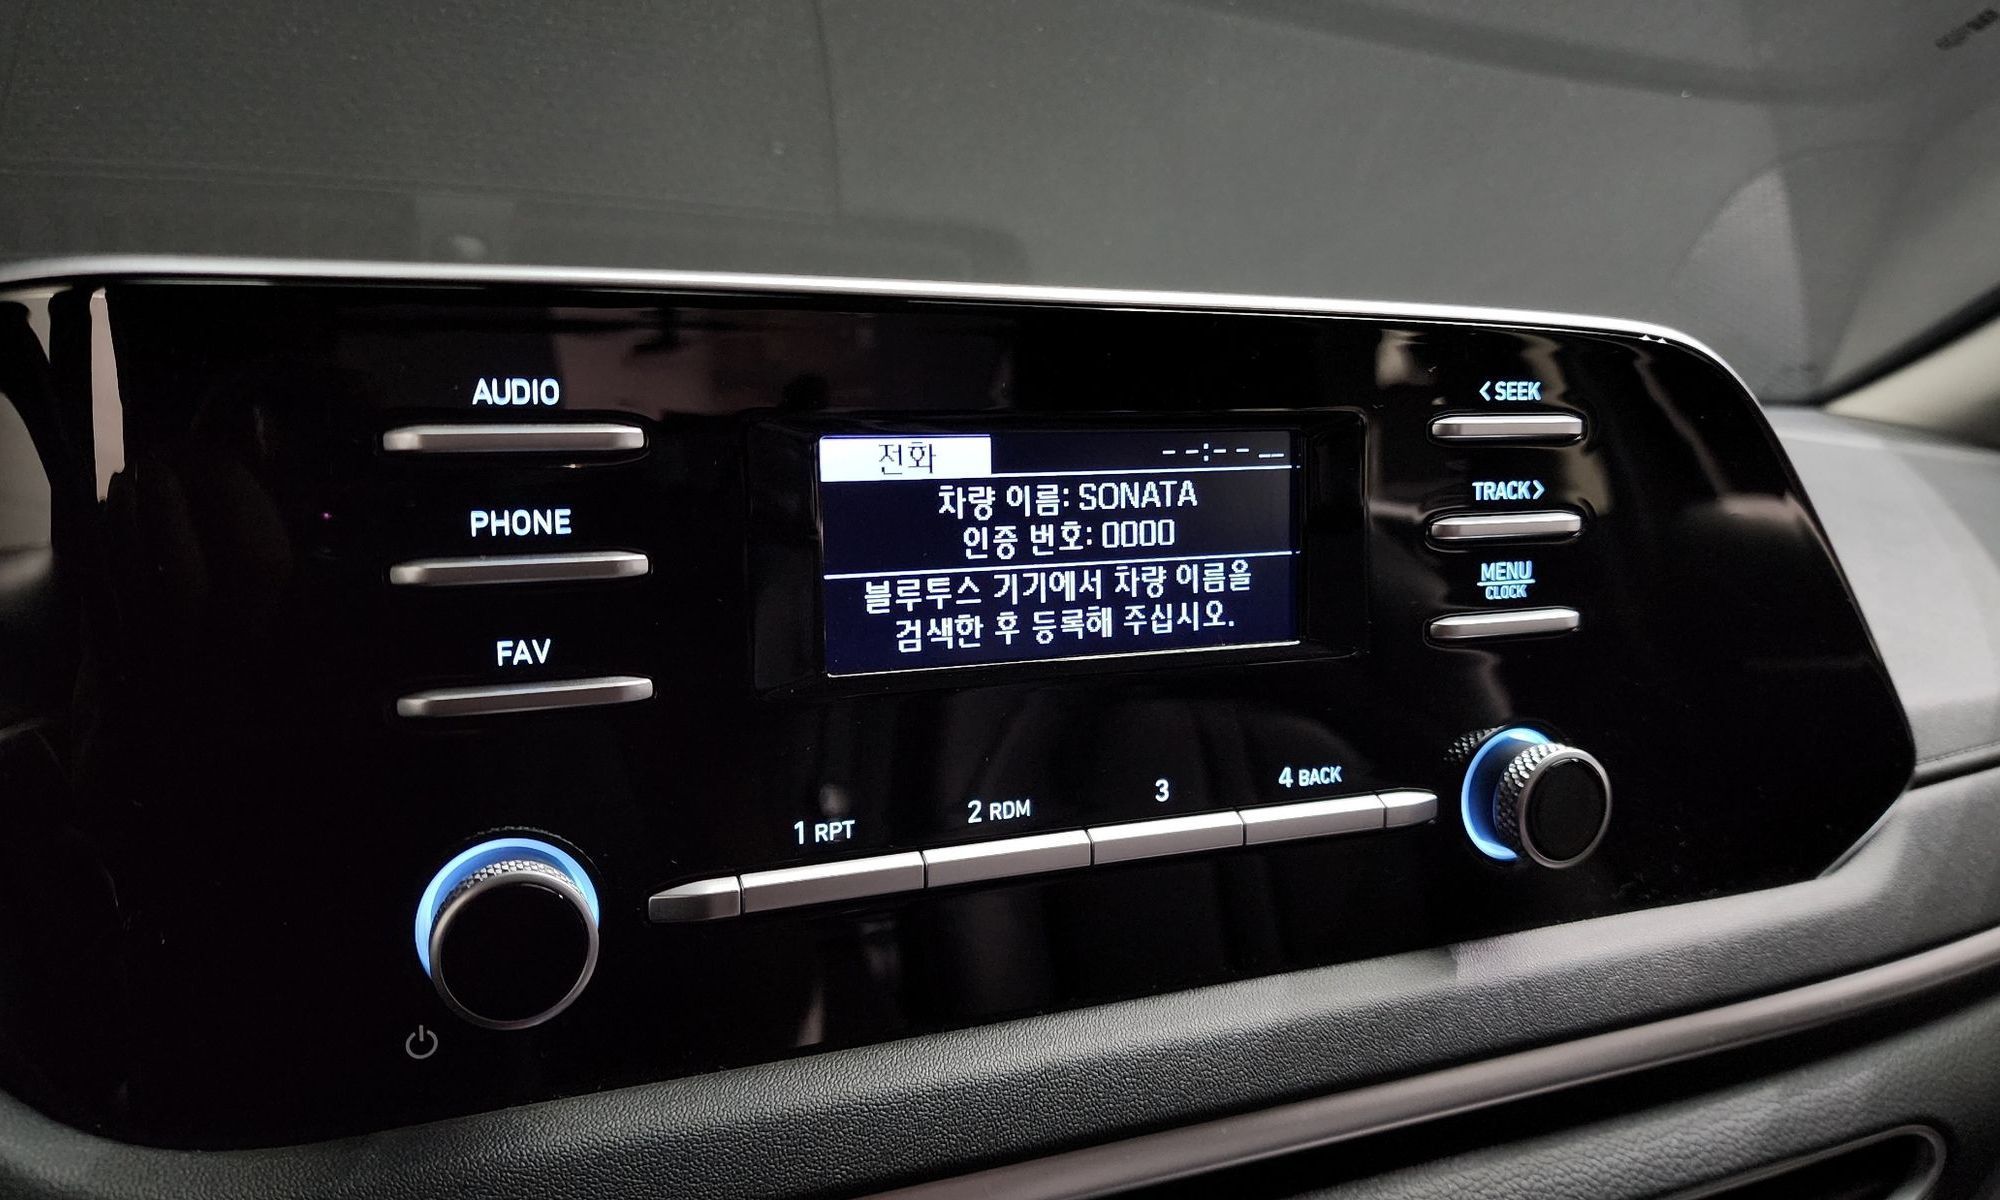 AUDIO
PHONE
FAV
전화 --:-- --
차량 이름: SONATA
인증 번호: 0000
블루투스 기기에서 차량 이름을
검색한 후 등록해 주십시오.
< SEEK
TRACK >
MENU
CLOCK
1 RPT
2 RDM
3
4 BACK